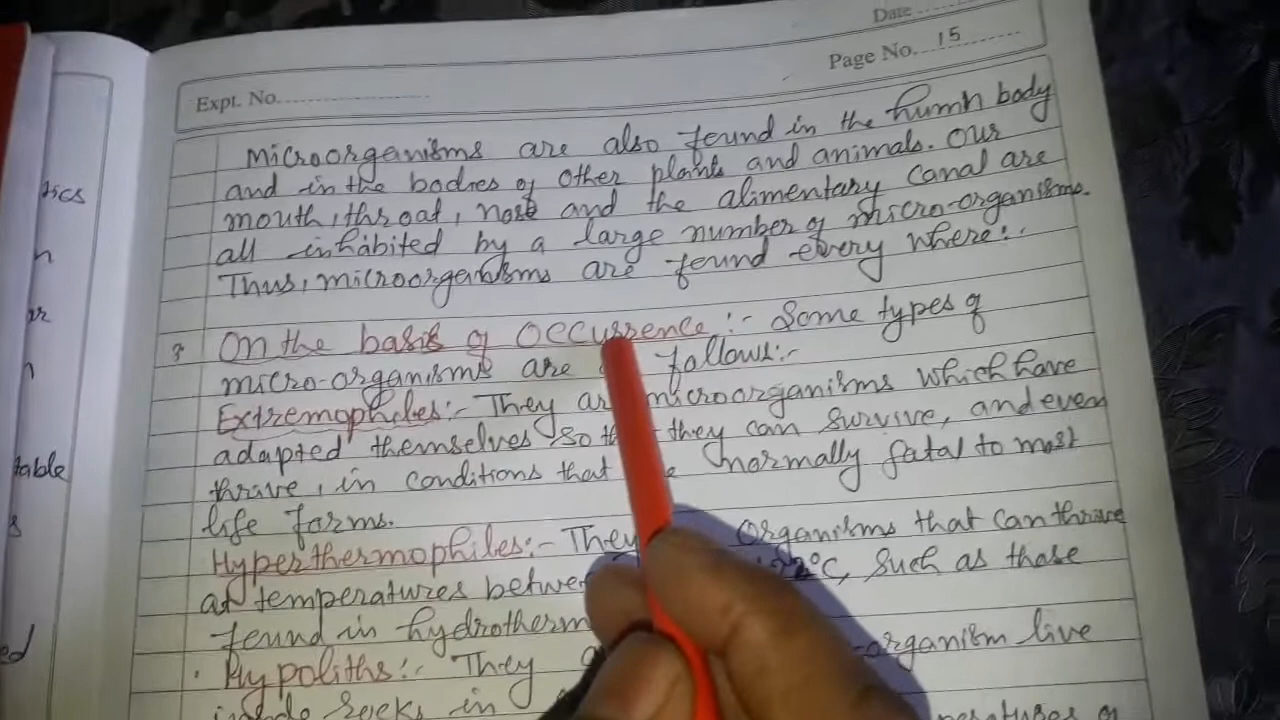 Date
Page No. 15
Expt. No.
Microorganisms are also found in the humn body
and in the bodies of other plants and animals. Our
mouth, throat, nose and the alimentary canal are
all inhabited by a large number of micro-organisms.
Thus, microorganisms are found every where:.
On the basis of Occurrence :- Some types of
micro-organisms are follows:-
Extremophiles:- They are microorganisms which have
adapted themselves so they can survive, and even
thrive, in conditions that normally fatal to most
life forms.
Hyperthermophiles:- They Organisms that can thrive
at temperatures °C, such as those
found in
Hypoliths:- They organism live
rocks in
tics
n
table
s
ed